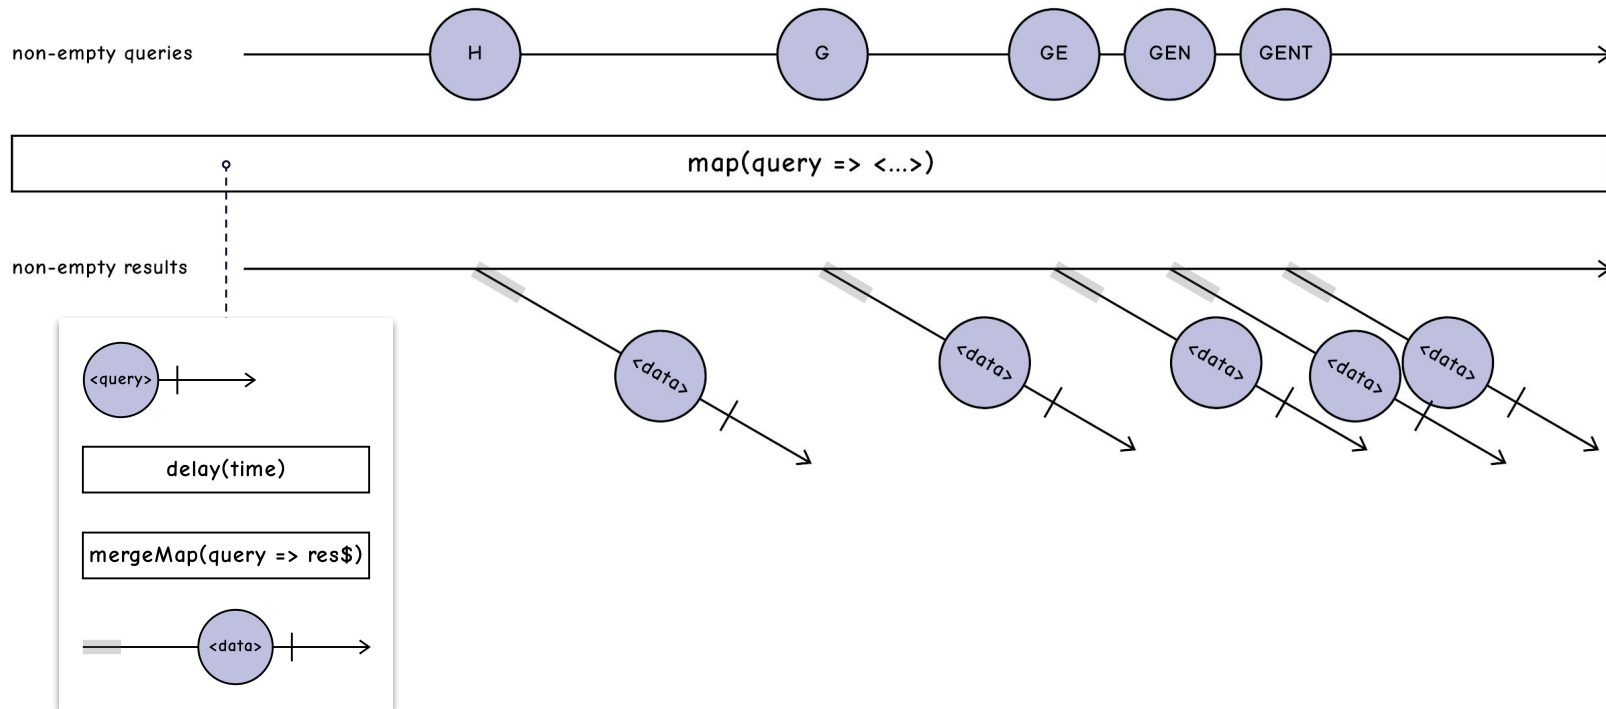 non-empty queries
H
G
GE
GEN
GENT
map(query => <...>)
non-empty results
<data>
<data>
<data>
<data>
<data>
<query>
delay(time)
mergeMap(query => res$)
<data>